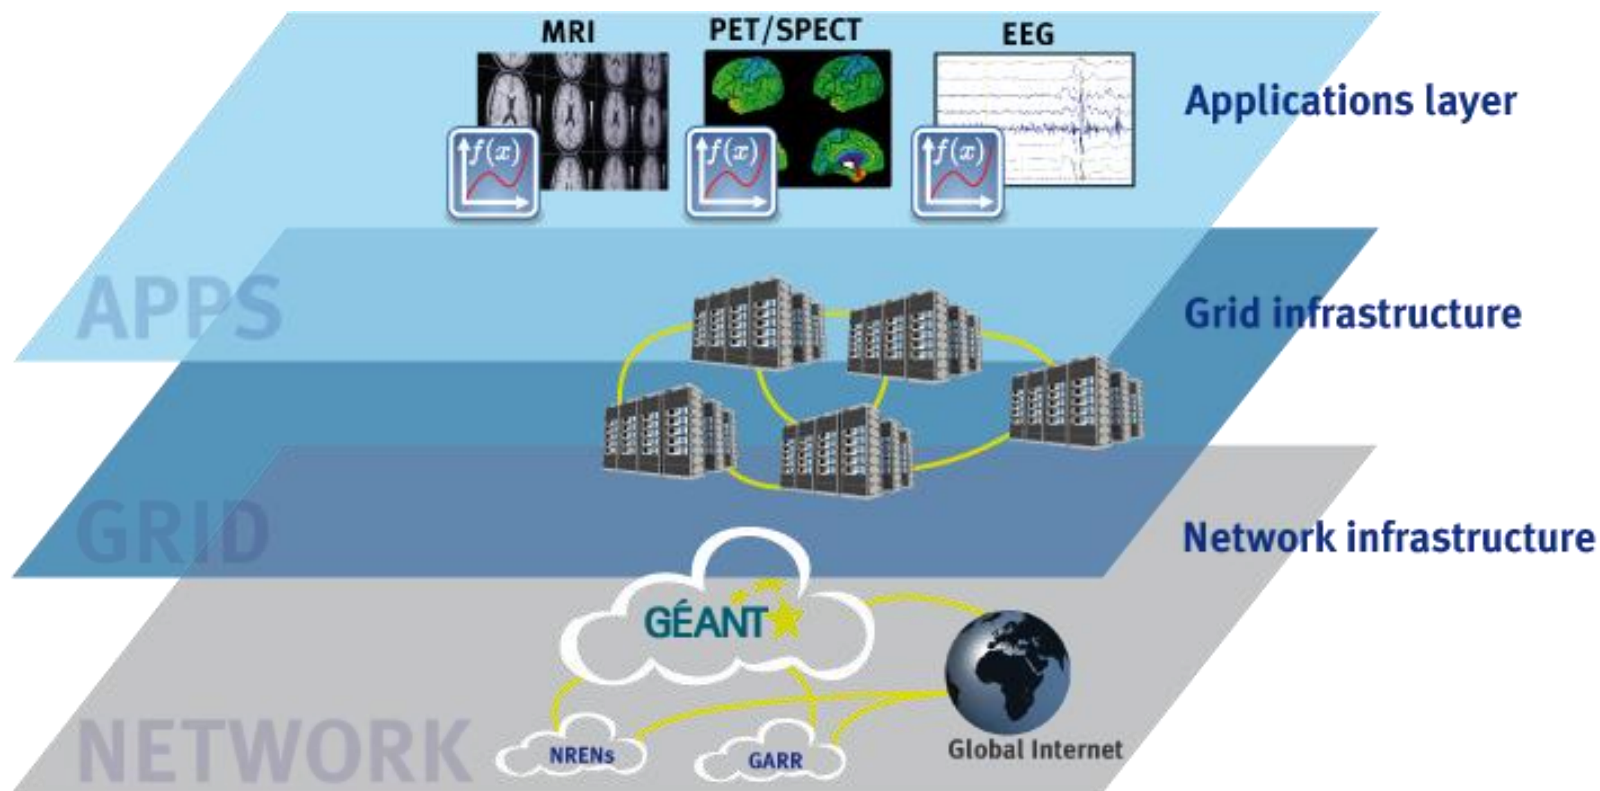 MRI
PET/SPECT
EEG
Applications layer
f(x)
f(x)
f(x)
APPS
Grid infrastructure
GRID
Network infrastructure
GÉANT
NETWORK
NRENs
GARR
Global Internet